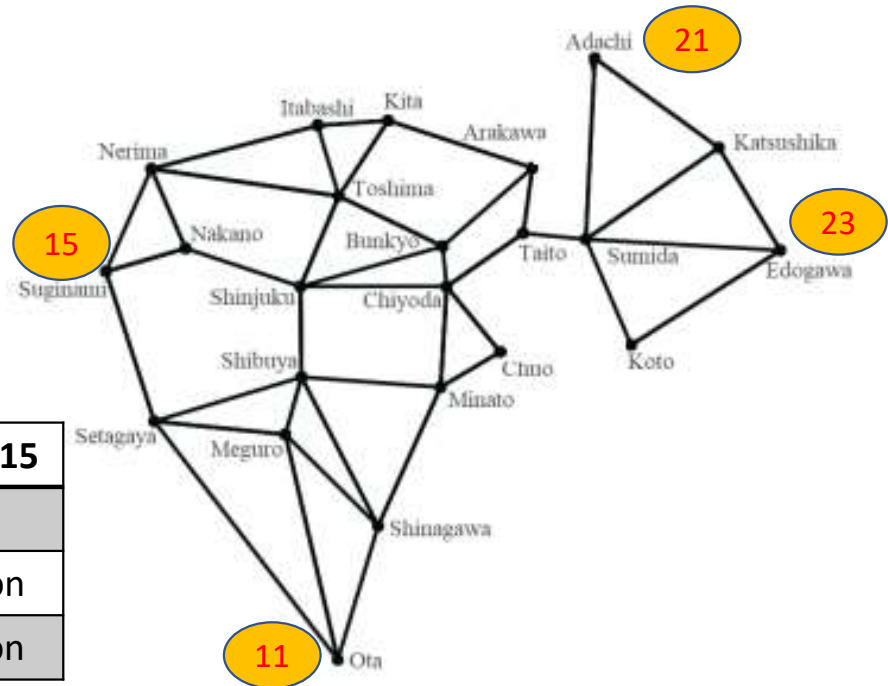 Adachi
21
Itabashi
Kita
Arakawa
Katsushika
Nerima
Toshima
15
Nakano
Bunkyo
23
Taito
Sumida
Edogawa
Suginami
Shinjuku
Chiyoda
Shibuya
Chuo
Koto
Minato
Setagaya
Meguro
15
Shinagawa
on
on
11
Ota